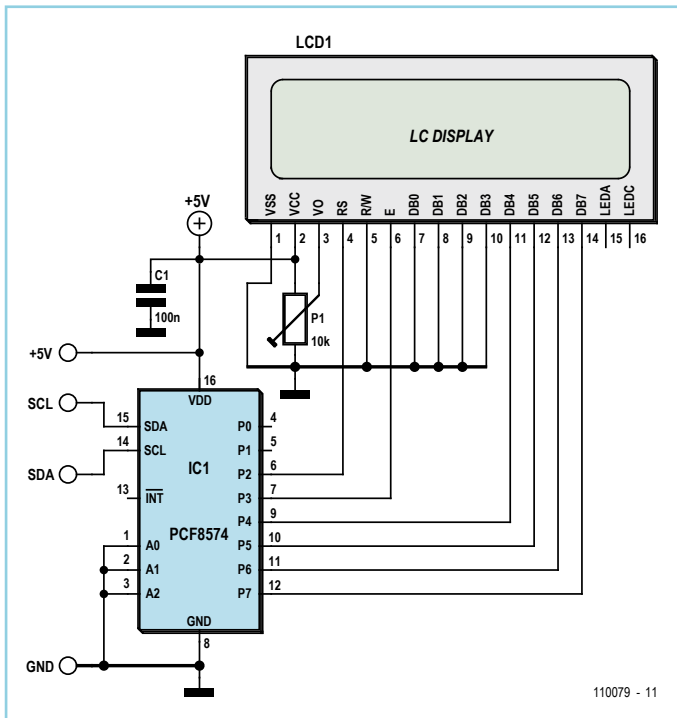 LCD1
LC DISPLAY
VSS VCC VO RS R/W E DB0 DB1 DB2 DB3 DB4 DB5 DB6 DB7 LEDA LEDC
1 2 3 4 5 6 7 8 9 10 11 12 13 14 15 16
+5V
C1
100n
P1
10k
+5V
16
VDD
SCL
15 SDA P0 4
14 SCL P1 5
IC1
P2 6
SDA
13 INT P3 7
PCF8574
P4 9
1 A0 P5 10
2 A1 P6 11
3 A2 P7 12
GND
8
GND
110079 - 11